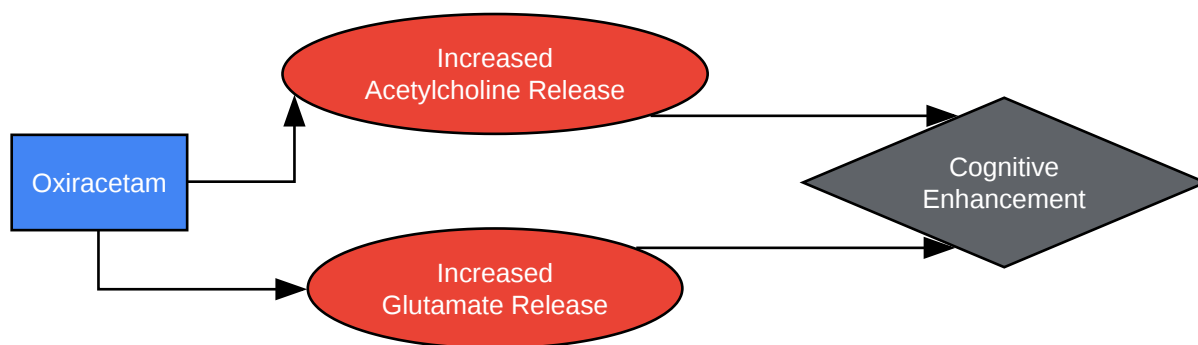 Increased
Acetylcholine Release
Oxiracetam
Cognitive
Enhancement
Increased
Glutamate Release